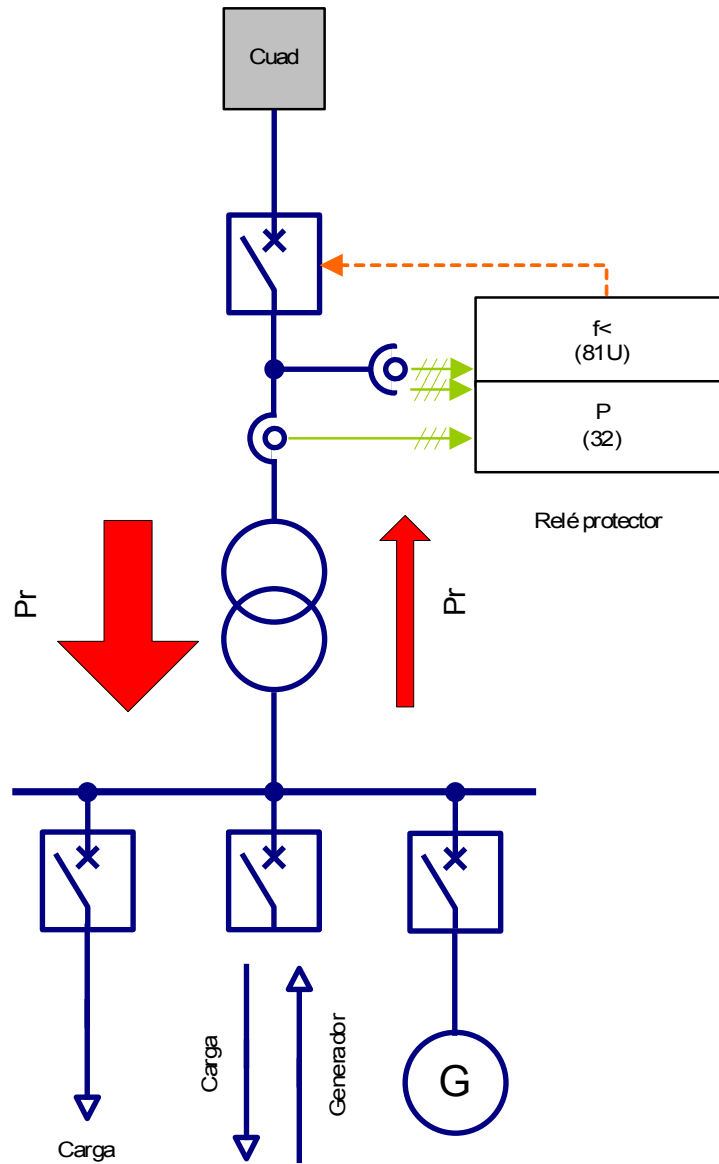 Cuad
f<
(81U)
P
(32)
Relé protector
Pr
Pr
Carga
Generador
G
Carga